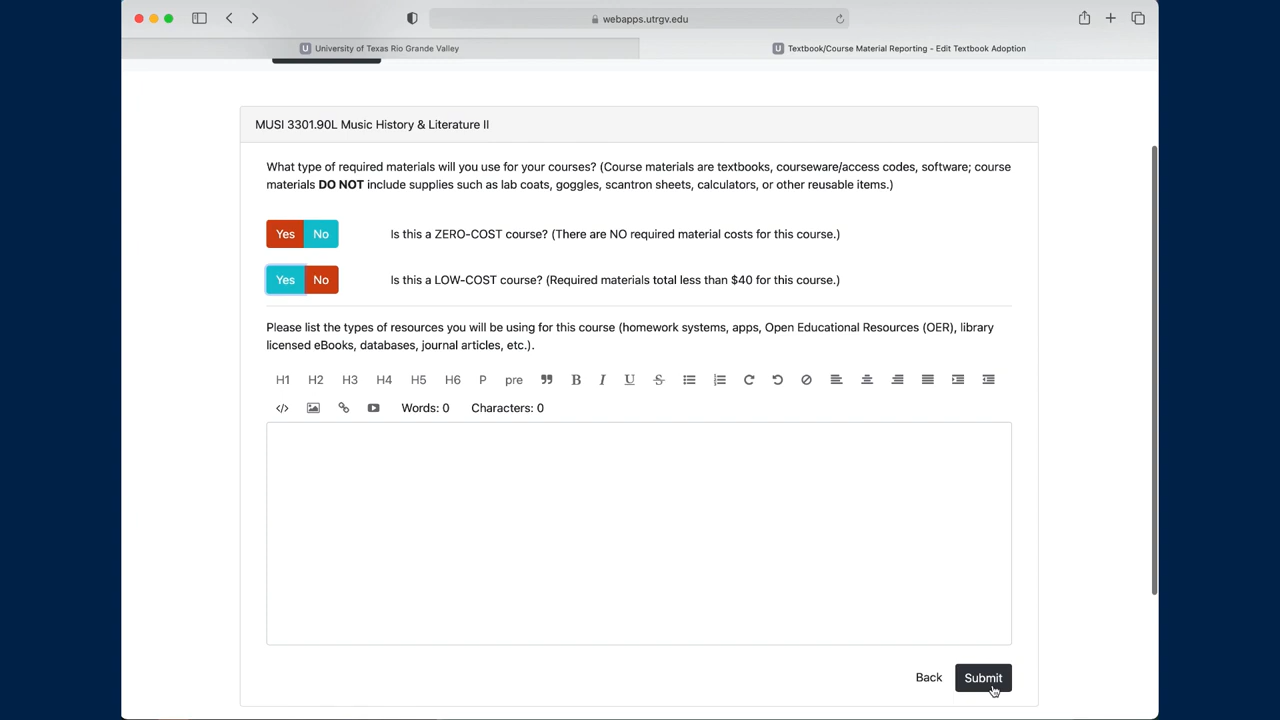 webapps.utrgv.edu
U University of Texas Rio Grande Valley
U Textbook/Course Material Reporting - Edit Textbook Adoption
MUSI 3301.90L Music History & Literature II
What type of required materials will you use for your courses? (Course materials are textbooks, courseware/access codes, software; course
materials DO NOT include supplies such as lab coats, goggles, scantron sheets, calculators, or other reusable items.)
Yes No Is this a ZERO-COST course? (There are NO required material costs for this course.)
Yes No Is this a LOW-COST course? (Required materials total less than $40 for this course.)
Please list the types of resources you will be using for this course (homework systems, apps, Open Educational Resources (OER), library
licensed eBooks, databases, journal articles, etc.).
H1 H2 H3 H4 H5 H6 P pre B I U S
Words: 0 Characters: 0
Back Submit